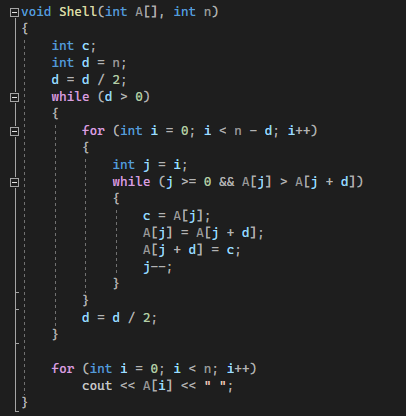 void Shell(int A[], int n)
{
    int c;
    int d = n;
    d = d / 2;
    while (d > 0)
    {
        for (int i = 0; i < n - d; i++)
        {
            int j = i;
            while (j >= 0 && A[j] > A[j + d])
            {
                c = A[j];
                A[j] = A[j + d];
                A[j + d] = c;
                j--;
            }
        }
        d = d / 2;
    }
    for (int i = 0; i < n; i++)
        cout << A[i] << " ";
}